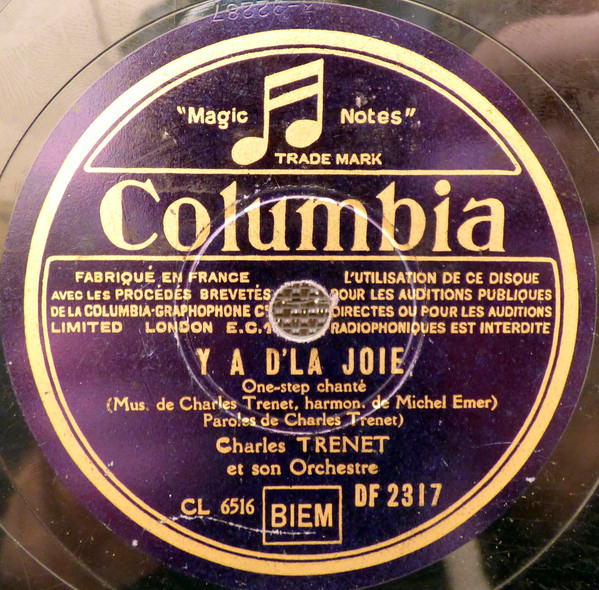 "Magic Notes"
TRADE MARK
Columbia
FABRIQUÉ EN FRANCE
AVEC LES PROCÉDÉS BREVETÉS
DE LA COLUMBIA-GRAPHOPHONE Cº
LIMITED LONDON E.C.1
L'UTILISATION DE CE DISQUE
POUR LES AUDITIONS PUBLIQUES
DIRECTES OU POUR LES AUDITIONS
RADIOPHONIQUES EST INTERDITE
Y A D'LA JOIE
One-step chanté
(Mus. de Charles Trenet, harmon. de Michel Emer)
Paroles de Charles Trenet)
Charles TRENET
et son Orchestre
CL 6516 BIEM DF 2317